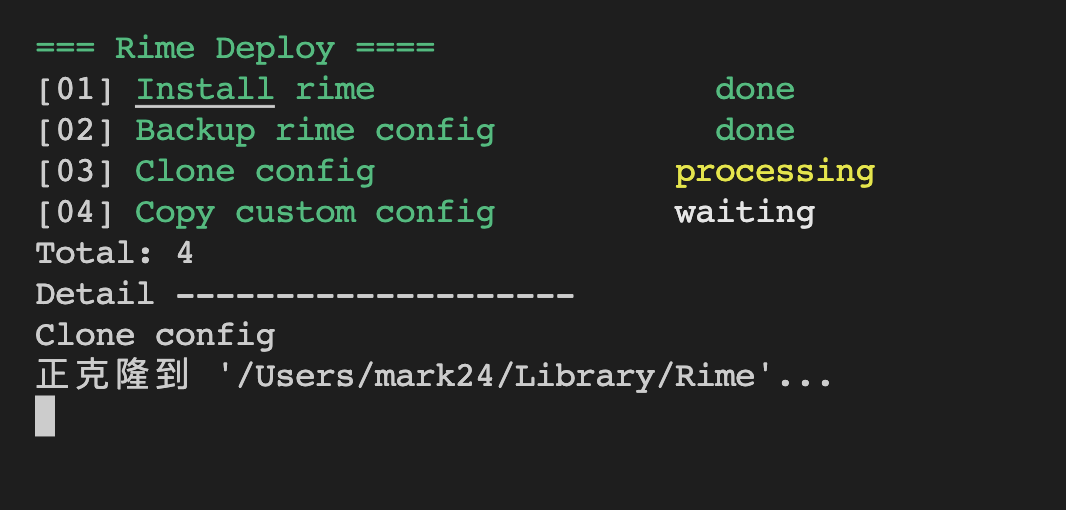 === Rime Deploy ====
[01] Install rime done
[02] Backup rime config done
[03] Clone config processing
[04] Copy custom config waiting
Total: 4
Detail --------------------
Clone config
正克隆到 '/Users/mark24/Library/Rime'...